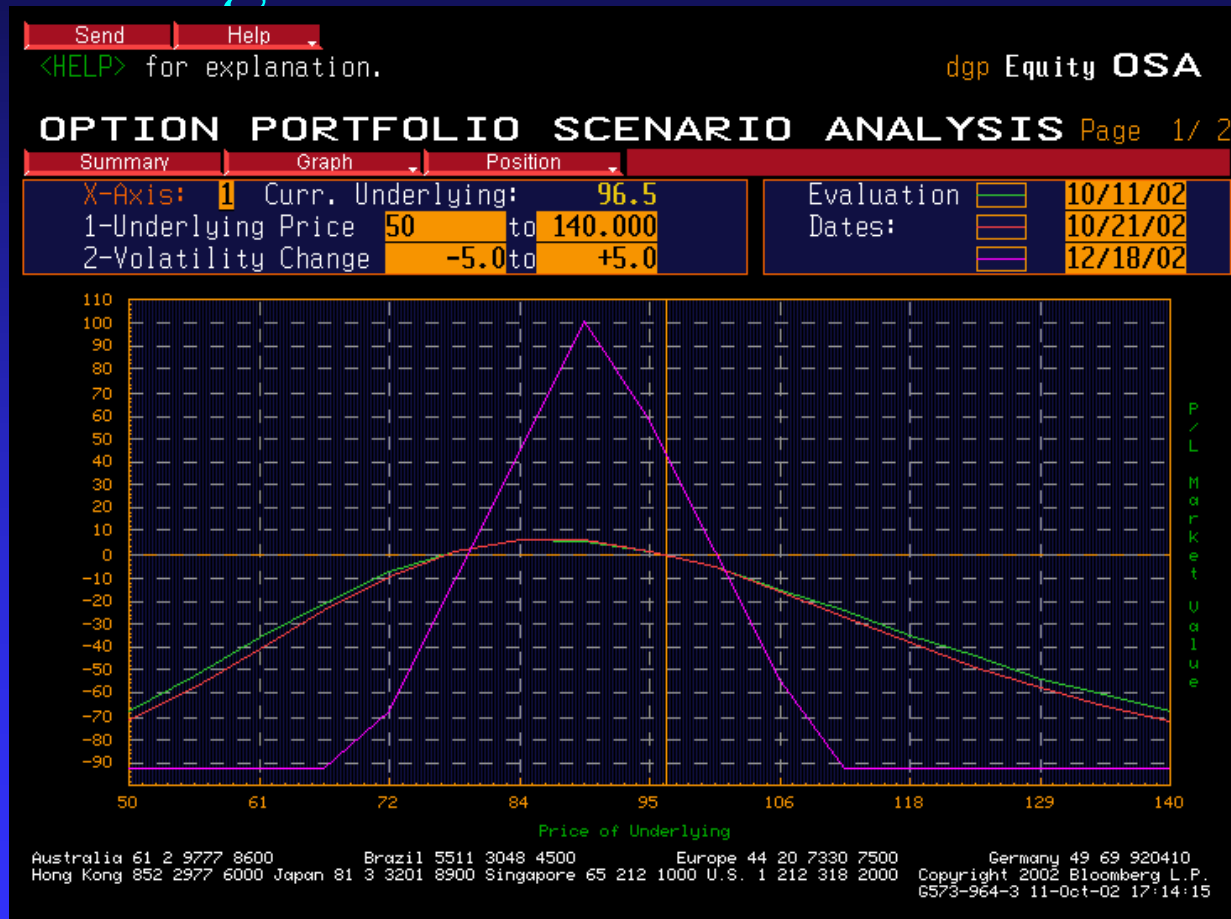 Send Help
<HELP> for explanation. dgp Equity OSA
OPTION PORTFOLIO SCENARIO ANALYSIS Page 1/ 2
Summary Graph Position
X-Axis: 1 Curr. Underlying: 96.5 Evaluation 10/11/02
1-Underlying Price 50 to 140.000 Dates: 10/21/02
2-Volatility Change -5.0 to +5.0 12/18/02
110
100
90
80
70
60
50
40
30
20
10
0
-10
-20
-30
-40
-50
-60
-70
-80
-90
P/L Market Value
50 61 72 84 95 106 118 129 140
Price of Underlying
Australia 61 2 9777 8600 Brazil 5511 3048 4500 Europe 44 20 7330 7500 Germany 49 69 920410
Hong Kong 852 2977 6000 Japan 81 3 3201 8900 Singapore 65 212 1000 U.S. 1 212 318 2000 Copyright 2002 Bloomberg L.P.
G573-964-3 11-Oct-02 17:14:15